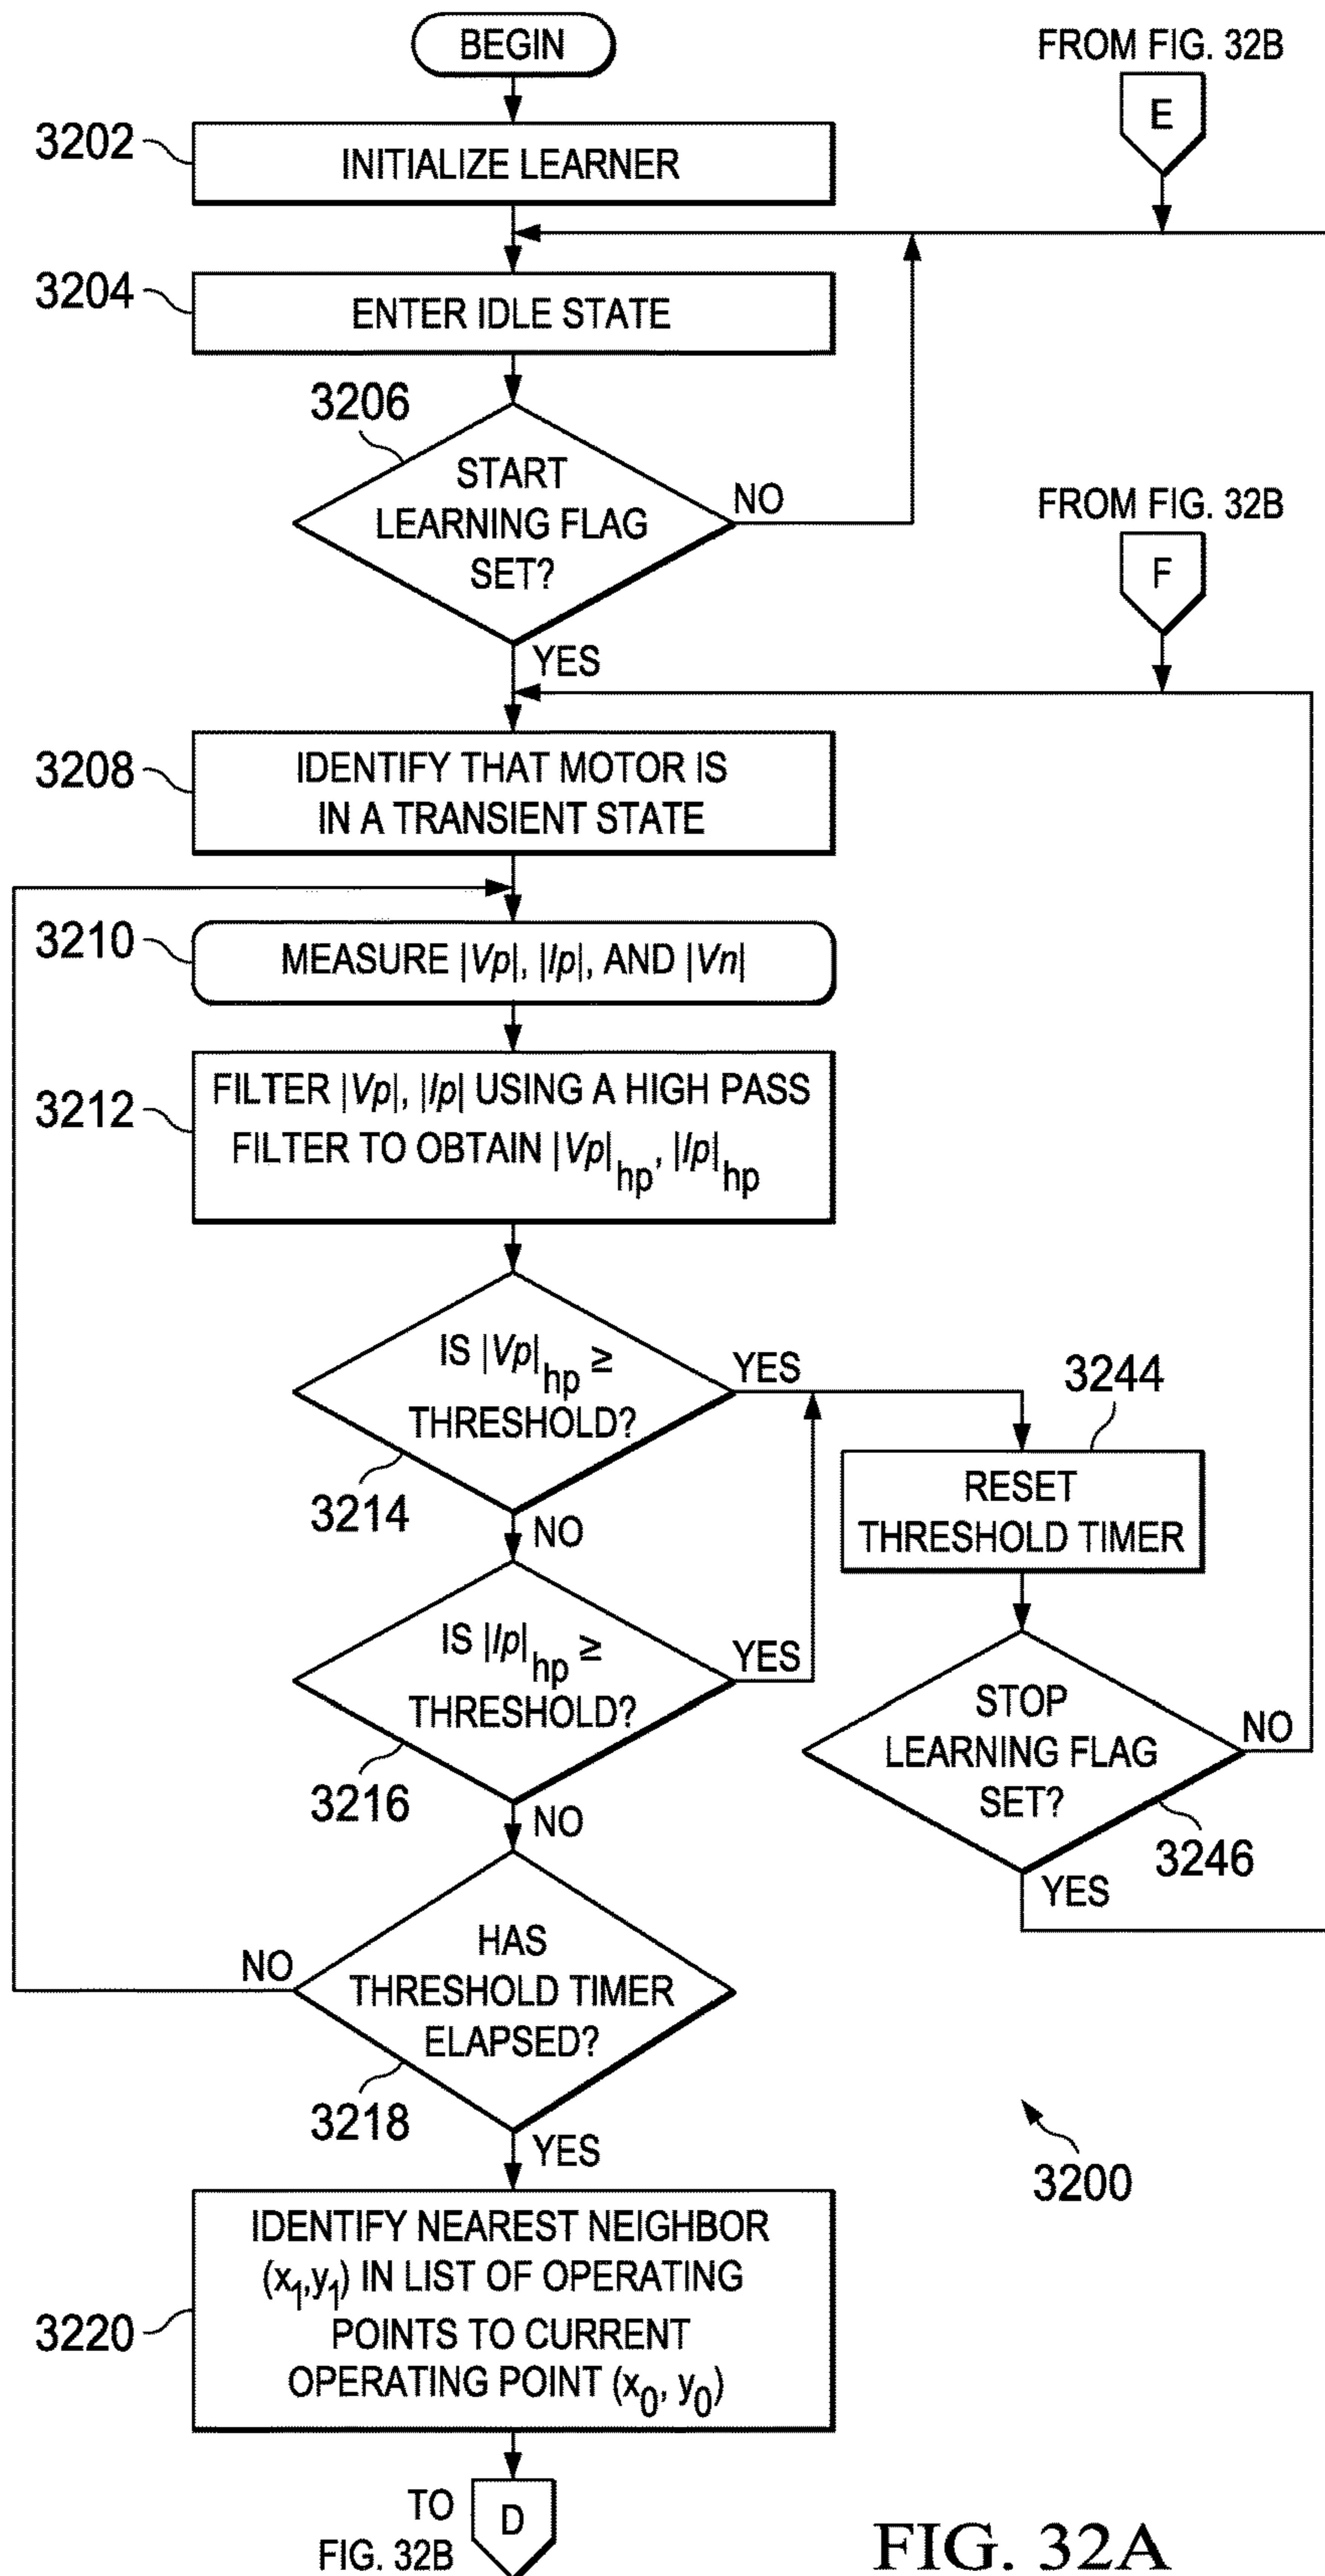 BEGIN
FROM FIG. 32B
E
3202
INITIALIZE LEARNER
3204
ENTER IDLE STATE
3206
START
LEARNING FLAG
SET?
NO
YES
FROM FIG. 32B
F
3208
IDENTIFY THAT MOTOR IS
IN A TRANSIENT STATE
3210
MEASURE |Vp|, |Ip|, AND |Vn|
3212
FILTER |Vp|, |Ip| USING A HIGH PASS
FILTER TO OBTAIN |Vp|hp, |Ip|hp
IS |Vp|hp ≥
THRESHOLD?
YES
3214
NO
3244
RESET
THRESHOLD TIMER
IS |Ip|hp ≥
THRESHOLD?
YES
3216
NO
STOP
LEARNING FLAG
SET?
NO
3246
YES
HAS
THRESHOLD TIMER
ELAPSED?
NO
3218
YES
3200
3220
IDENTIFY NEAREST NEIGHBOR
(x1,y1) IN LIST OF OPERATING
POINTS TO CURRENT
OPERATING POINT (x0, y0)
TO
FIG. 32B
D
FIG. 32A